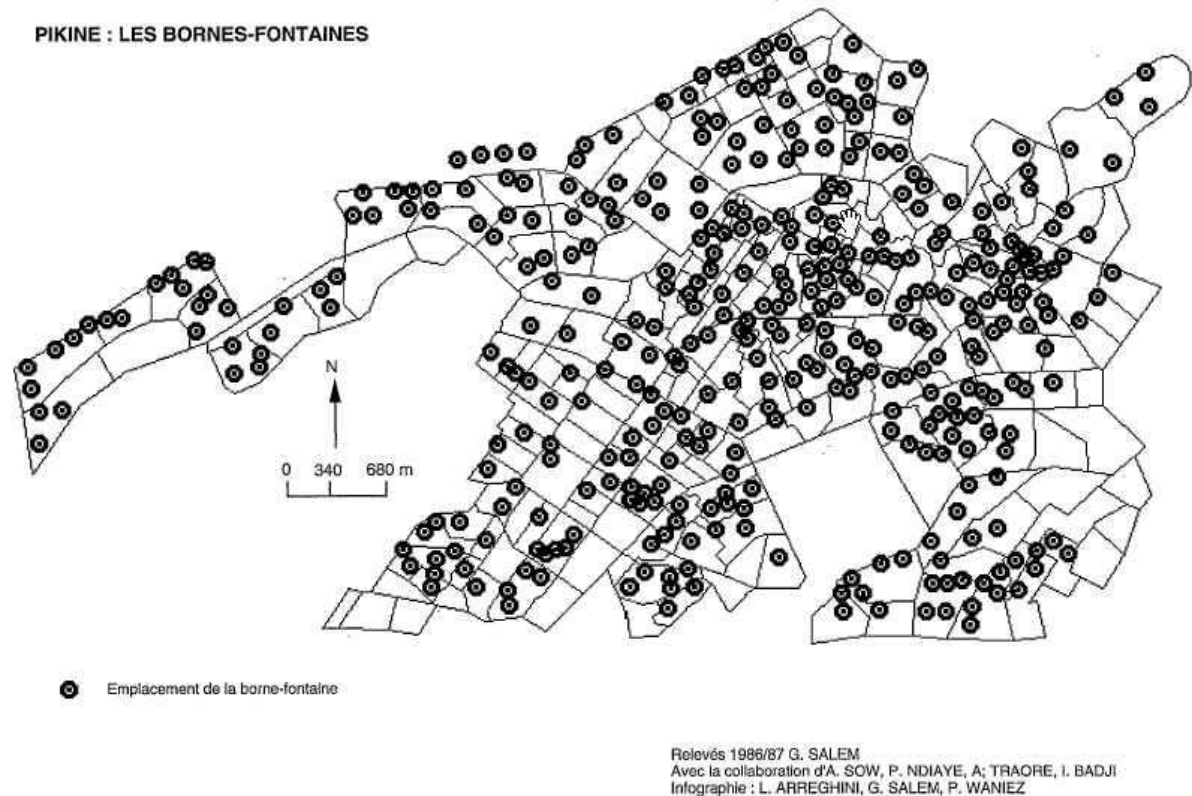 PIKINE : LES BORNES-FONTAINES
N
0 340 680 m
Emplacement de la borne-fontaine
Relevés 1986/87 G. SALEM
Avec la collaboration d'A. SOW, P. NDIAYE, A; TRAORE, I. BADJI
Infographie : L. ARREGHINI, G. SALEM, P. WANIEZ